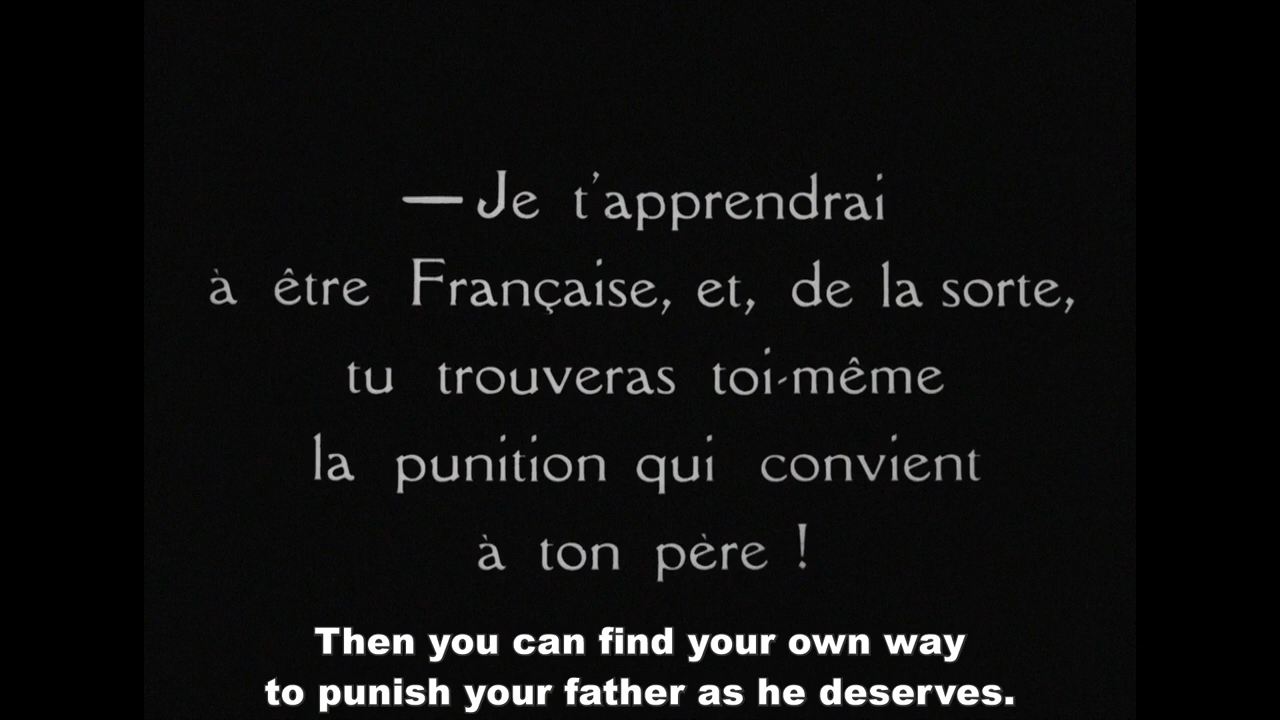 — Je t'apprendrai
à être Française, et, de la sorte,
tu trouveras toi-même
la punition qui convient
à ton père !
Then you can find your own way
to punish your father as he deserves.